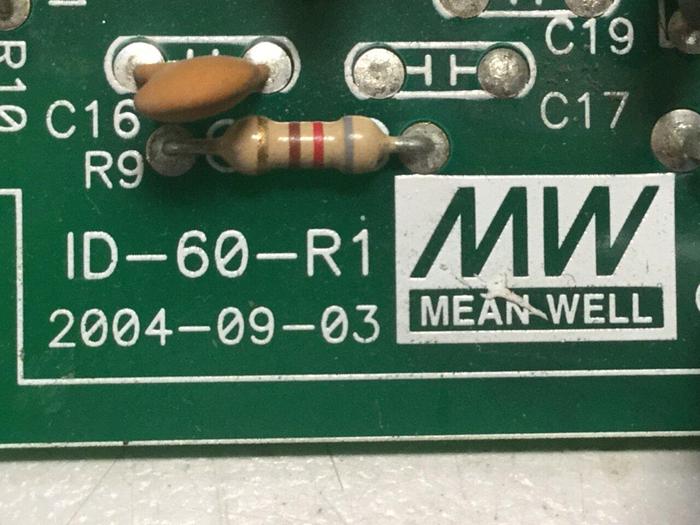 R10
C19
C16
C17
R9
ID-60-R1
2004-09-03
MW
MEAN WELL